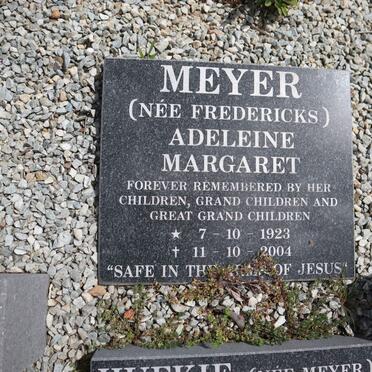 MEYER
(NÉE FREDERICKS)
ADELEINE
MARGARET
FOREVER REMEMBERED BY HER
CHILDREN, GRAND CHILDREN AND
GREAT GRAND CHILDREN
★ 7 - 10 - 1923
† 11 - 10 - 2004
"SAFE IN THE OF JESUS"
(NÉE MEYER)